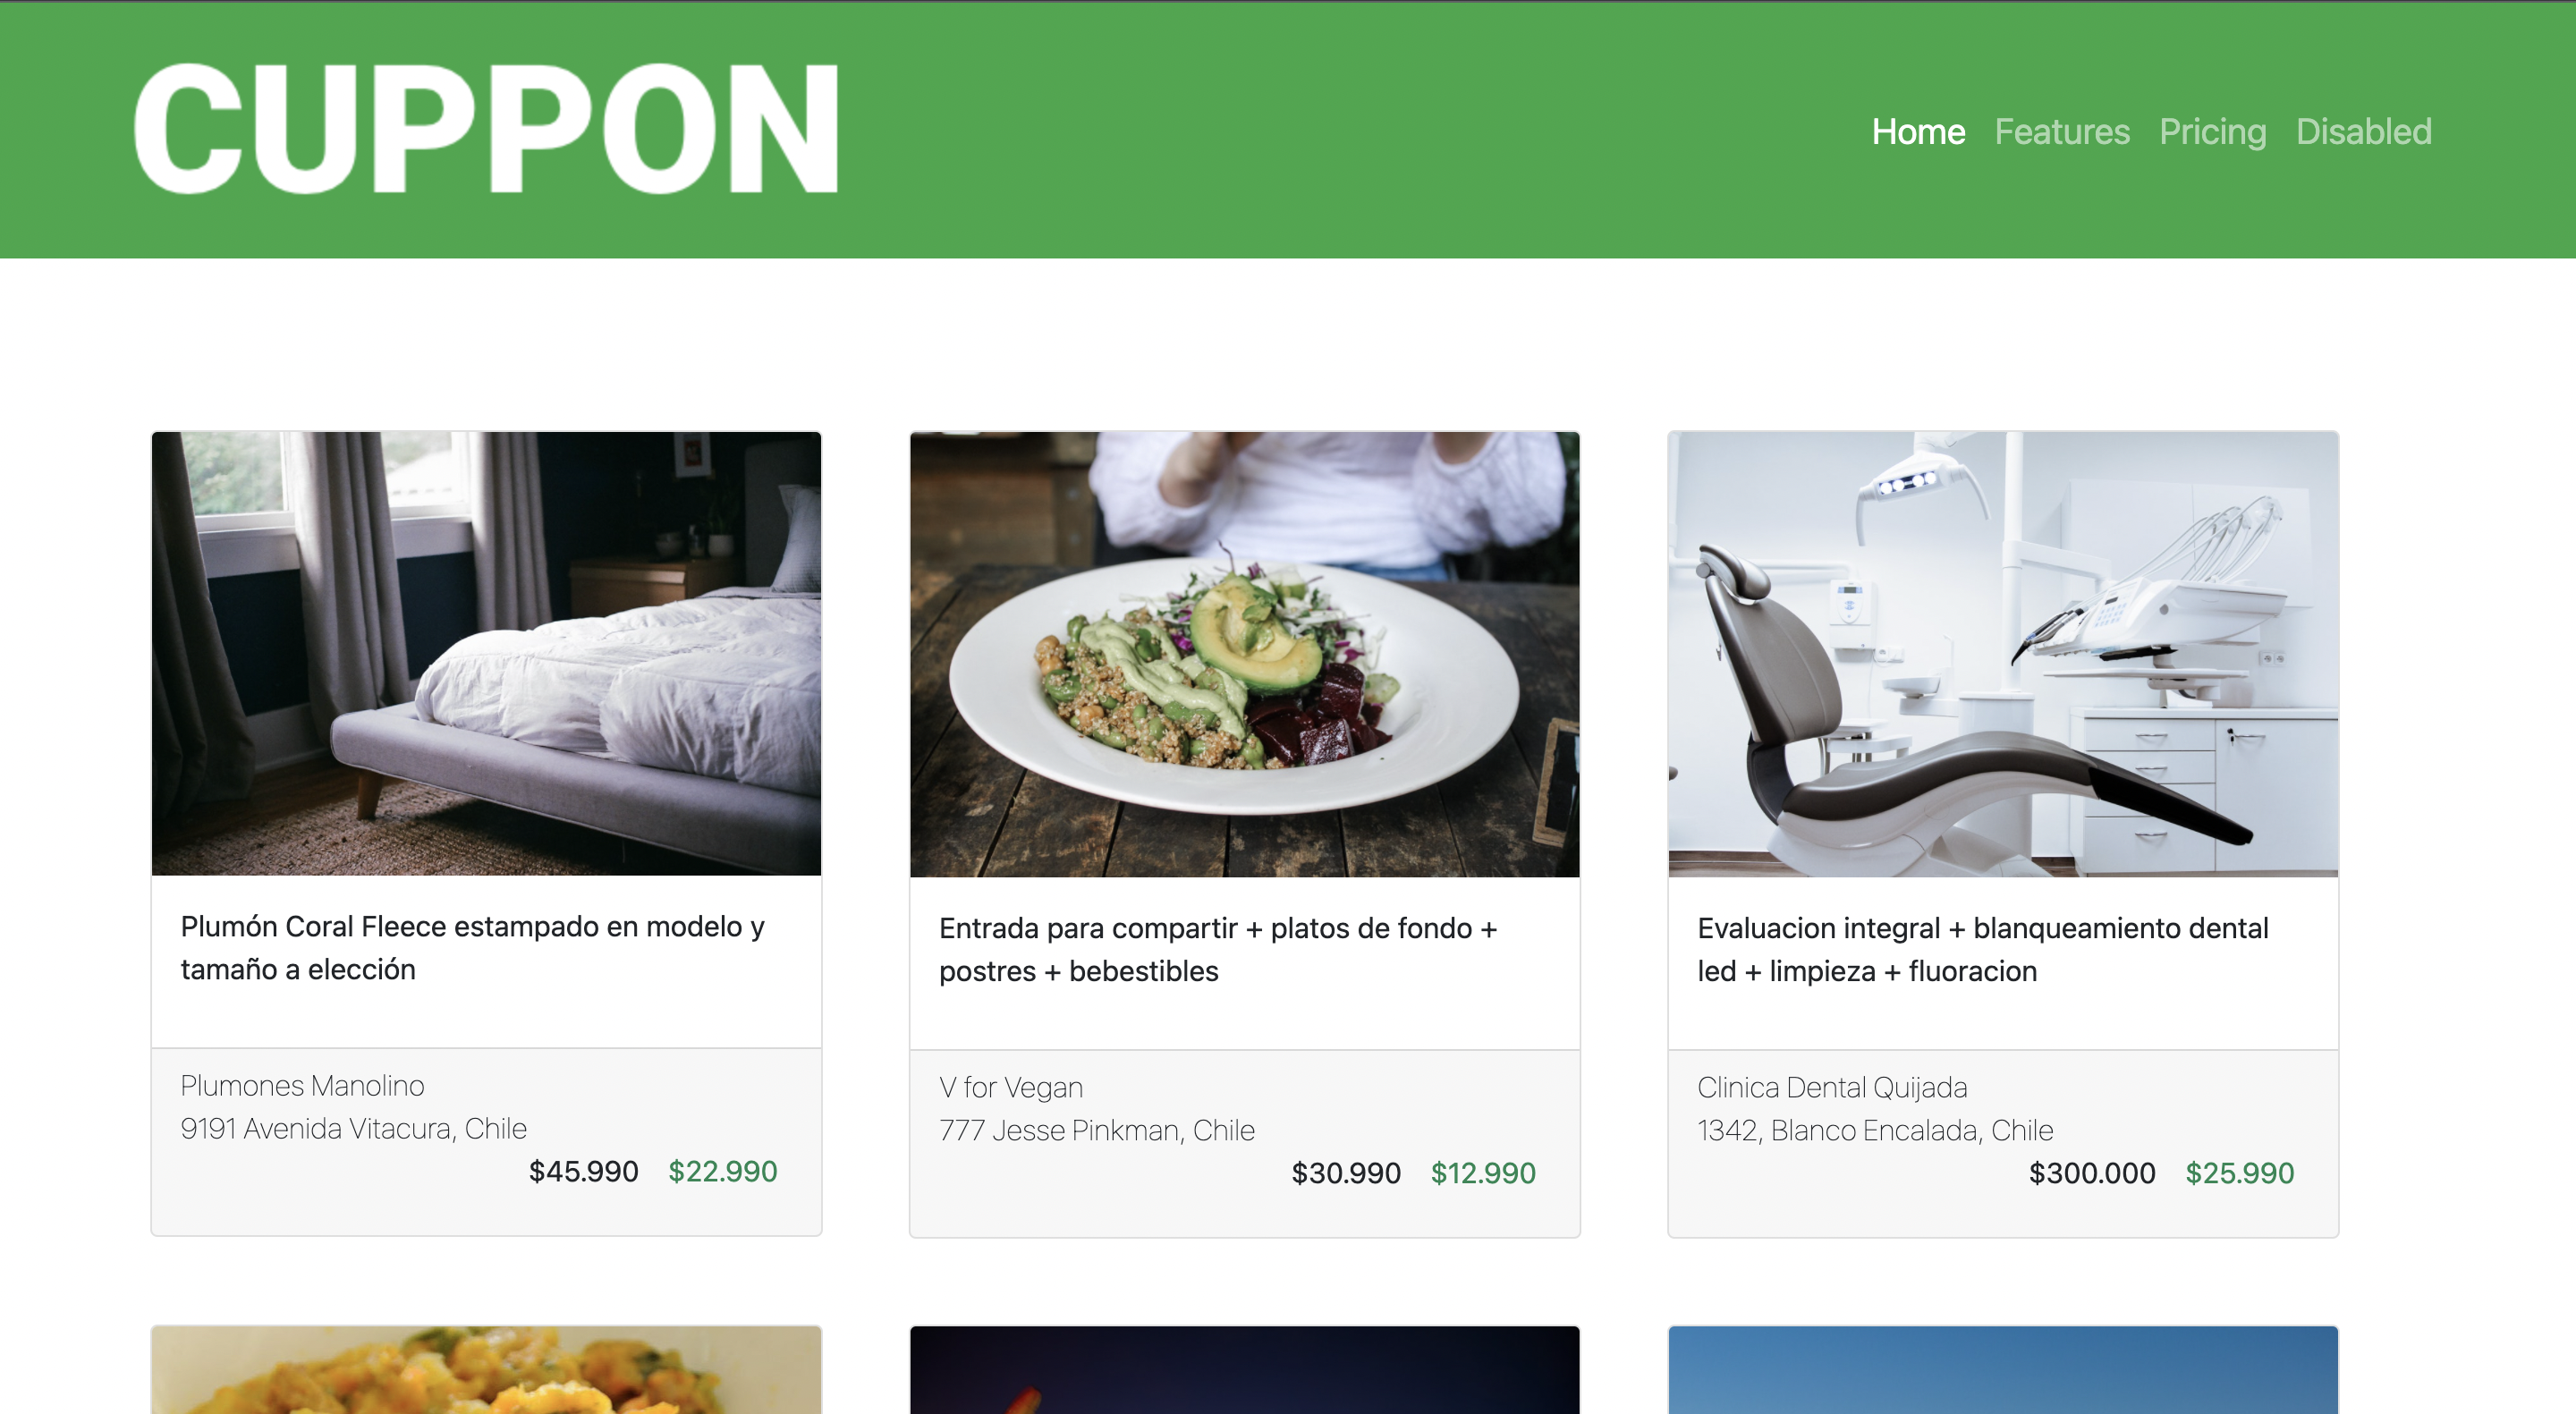 CUPPON
Home Features Pricing Disabled
Plumón Coral Fleece estampado en modelo y
tamaño a elección
Plumones Manolino
9191 Avenida Vitacura, Chile
$45.990 $22.990
Entrada para compartir + platos de fondo +
postres + bebestibles
V for Vegan
777 Jesse Pinkman, Chile
$30.990 $12.990
Evaluacion integral + blanqueamiento dental
led + limpieza + fluoracion
Clinica Dental Quijada
1342, Blanco Encalada, Chile
$300.000 $25.990